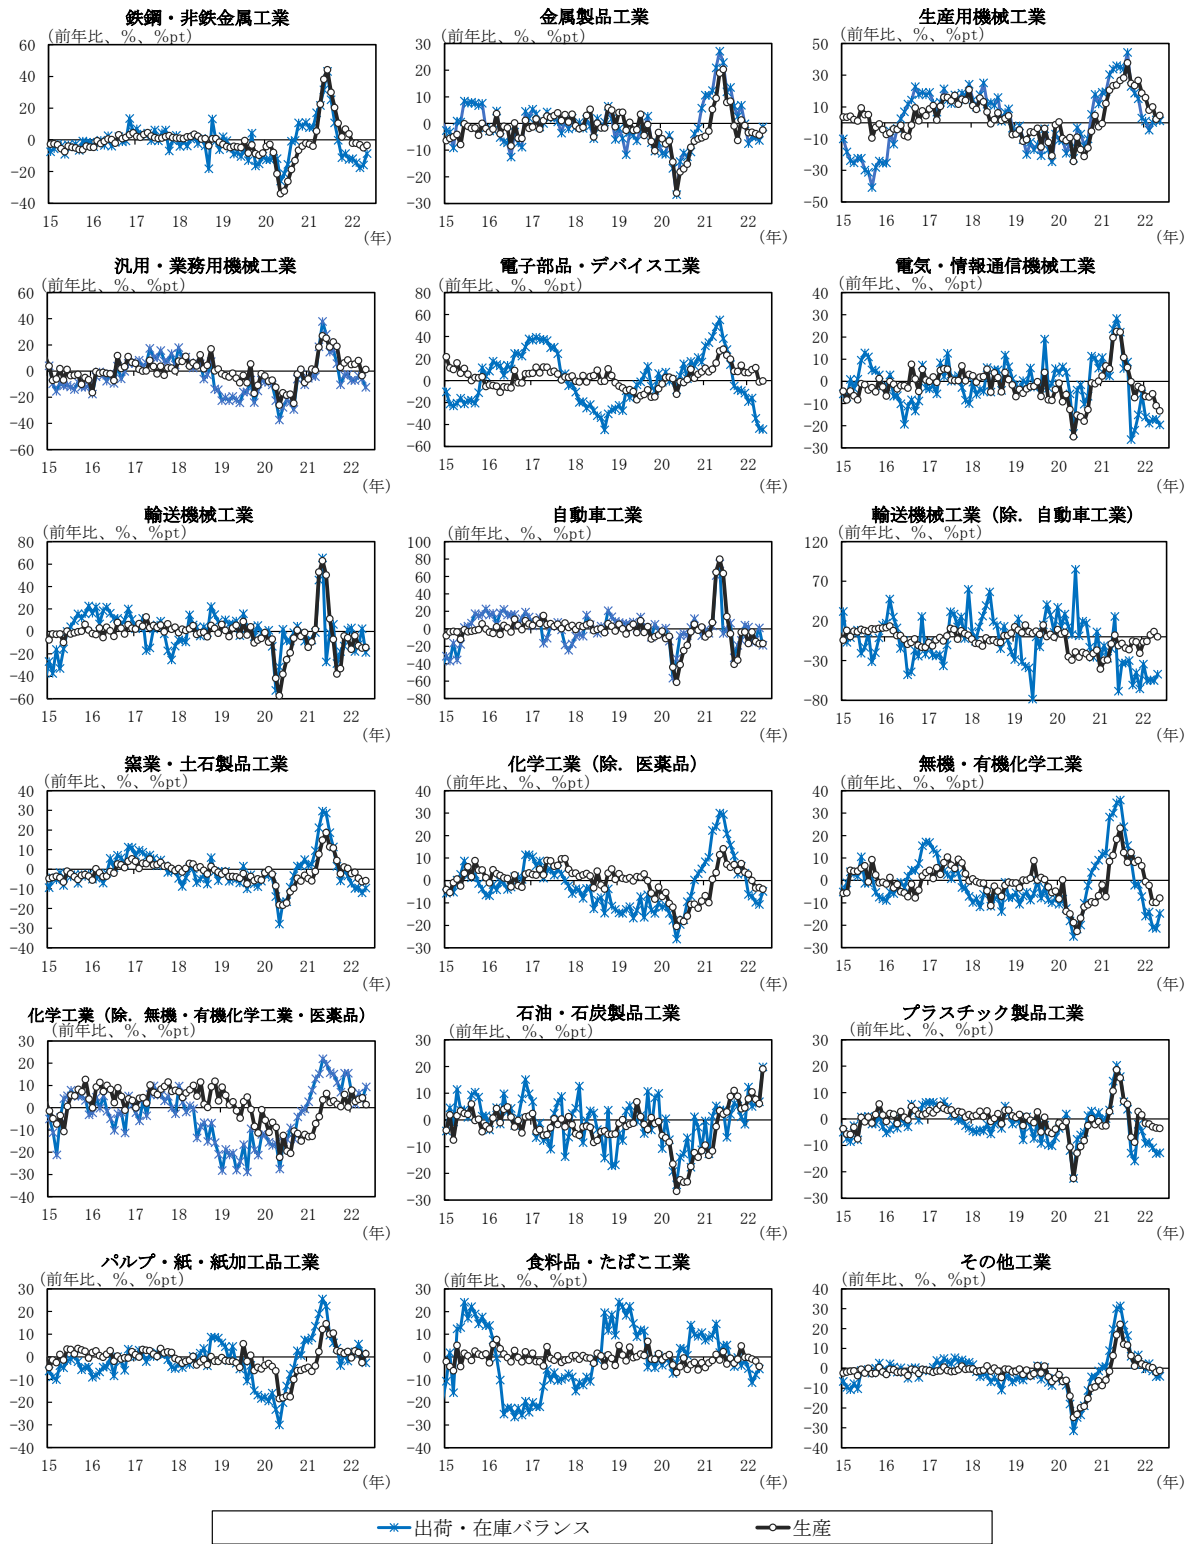 鉄鋼・非鉄金属工業
(前年比、%、%pt)
60
40
20
0
-20
-40
15 16 17 18 19 20 21 22
(年)
金属製品工業
(前年比、%、%pt)
30
20
10
0
-10
-20
-30
15 16 17 18 19 20 21 22
(年)
生産用機械工業
(前年比、%、%pt)
50
30
10
-10
-30
-50
15 16 17 18 19 20 21 22
(年)
汎用・業務用機械工業
(前年比、%、%pt)
60
40
20
0
-20
-40
-60
15 16 17 18 19 20 21 22
(年)
電子部品・デバイス工業
(前年比、%、%pt)
80
60
40
20
0
-20
-40
-60
15 16 17 18 19 20 21 22
(年)
電気・情報通信機械工業
(前年比、%、%pt)
40
30
20
10
0
-10
-20
-30
15 16 17 18 19 20 21 22
(年)
輸送機械工業
(前年比、%、%pt)
80
60
40
20
0
-20
-40
-60
15 16 17 18 19 20 21 22
(年)
自動車工業
(前年比、%、%pt)
100
80
60
40
20
0
-20
-40
-60
-80
15 16 17 18 19 20 21 22
(年)
輸送機械工業（除．自動車工業）
(前年比、%、%pt)
120
70
20
-30
-80
15 16 17 18 19 20 21 22
(年)
窯業・土石製品工業
(前年比、%、%pt)
40
30
20
10
0
-10
-20
-30
-40
15 16 17 18 19 20 21 22
(年)
化学工業（除．医薬品）
(前年比、%、%pt)
40
30
20
10
0
-10
-20
-30
15 16 17 18 19 20 21 22
(年)
無機・有機化学工業
(前年比、%、%pt)
40
30
20
10
0
-10
-20
-30
15 16 17 18 19 20 21 22
(年)
化学工業（除．無機・有機化学工業・医薬品）
(前年比、%、%pt)
30
20
10
0
-10
-20
-30
-40
15 16 17 18 19 20 21 22
(年)
石油・石炭製品工業
(前年比、%、%pt)
30
20
10
0
-10
-20
-30
15 16 17 18 19 20 21 22
(年)
プラスチック製品工業
(前年比、%、%pt)
30
20
10
0
-10
-20
-30
15 16 17 18 19 20 21 22
(年)
パルプ・紙・紙加工品工業
(前年比、%、%pt)
30
20
10
0
-10
-20
-30
-40
15 16 17 18 19 20 21 22
(年)
食料品・たばこ工業
(前年比、%、%pt)
30
20
10
0
-10
-20
-30
-40
15 16 17 18 19 20 21 22
(年)
その他工業
(前年比、%、%pt)
40
30
20
10
0
-10
-20
-30
-40
15 16 17 18 19 20 21 22
(年)
出荷・在庫バランス 生産